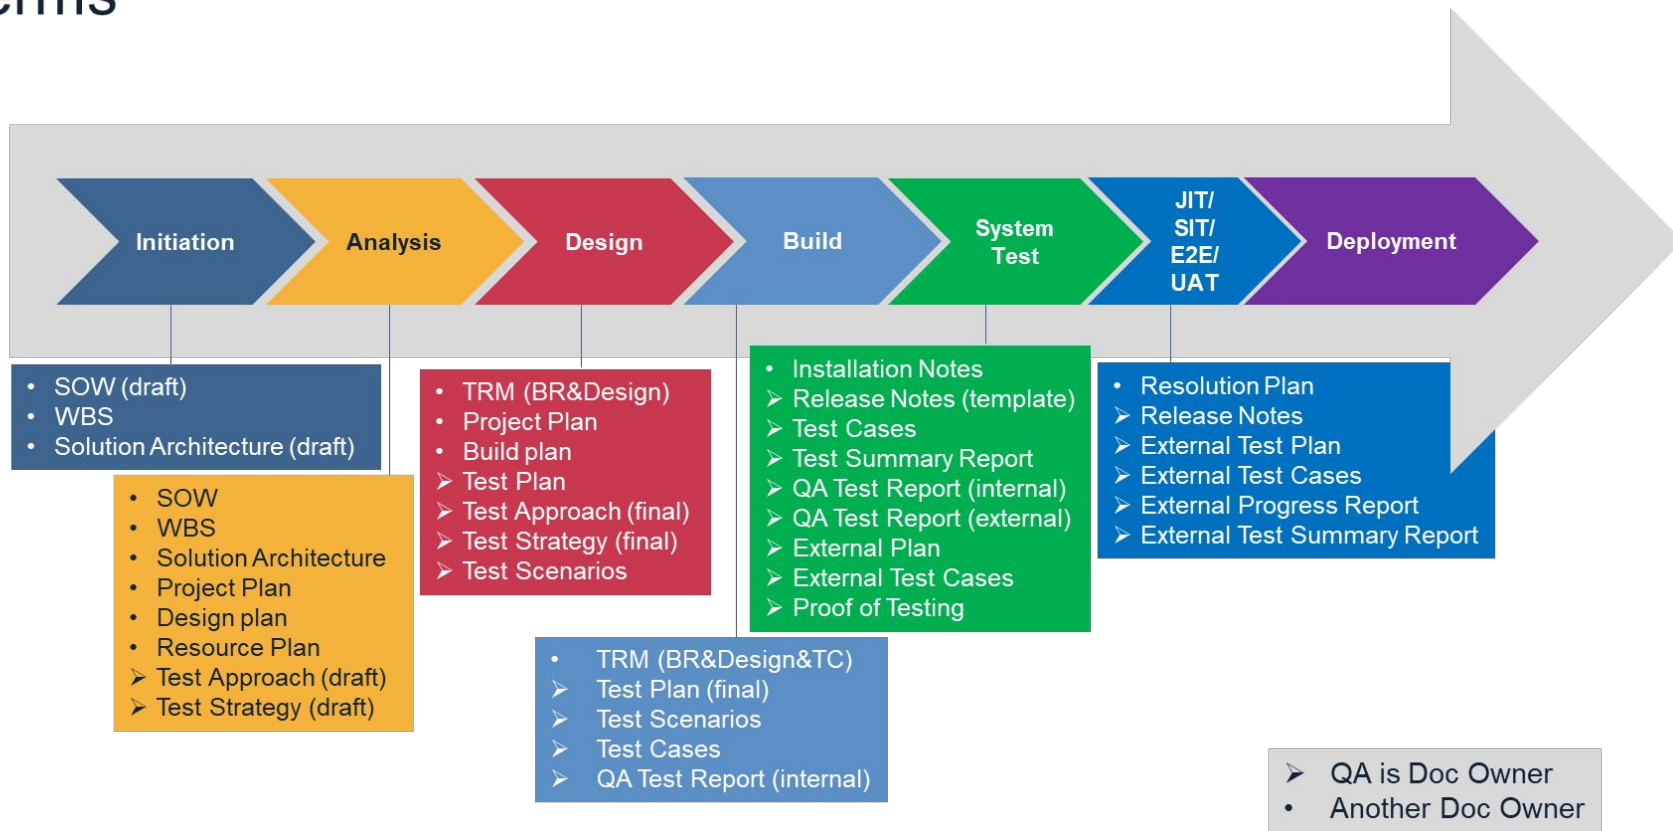 Initiation
Analysis
Design
Build
System
Test
JIT/
SIT/
E2E/
UAT
Deployment
• SOW (draft)
• WBS
• Solution Architecture (draft)
• SOW
• WBS
• Solution Architecture
• Project Plan
• Design plan
• Resource Plan
➢ Test Approach (draft)
➢ Test Strategy (draft)
• TRM (BR&Design)
• Project Plan
• Build plan
➢ Test Plan
➢ Test Approach (final)
➢ Test Strategy (final)
➢ Test Scenarios
• TRM (BR&Design&TC)
➢ Test Plan (final)
➢ Test Scenarios
➢ Test Cases
➢ QA Test Report (internal)
• Installation Notes
➢ Release Notes (template)
➢ Test Cases
➢ Test Summary Report
➢ QA Test Report (internal)
➢ QA Test Report (external)
➢ External Plan
➢ External Test Cases
➢ Proof of Testing
• Resolution Plan
➢ Release Notes
➢ External Test Plan
➢ External Test Cases
➢ External Progress Report
➢ External Test Summary Report
➢ QA is Doc Owner
• Another Doc Owner